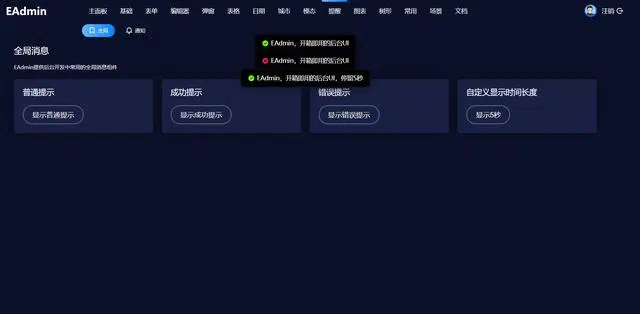 EAdmin
主面板 基础 表单 编辑器 弹窗 表格 日期 城市 模态 提醒 图表 树形 常用 场景 文档
注销
全局 通知
EAdmin，开箱即用的后台UI
EAdmin，开箱即用的后台UI
EAdmin，开箱即用的后台UI，停留5秒
全局消息
EAdmin提供后台开发中常用的全局消息组件
普通提示
显示普通提示
成功提示
显示成功提示
错误提示
显示错误提示
自定义显示时间长度
显示5秒